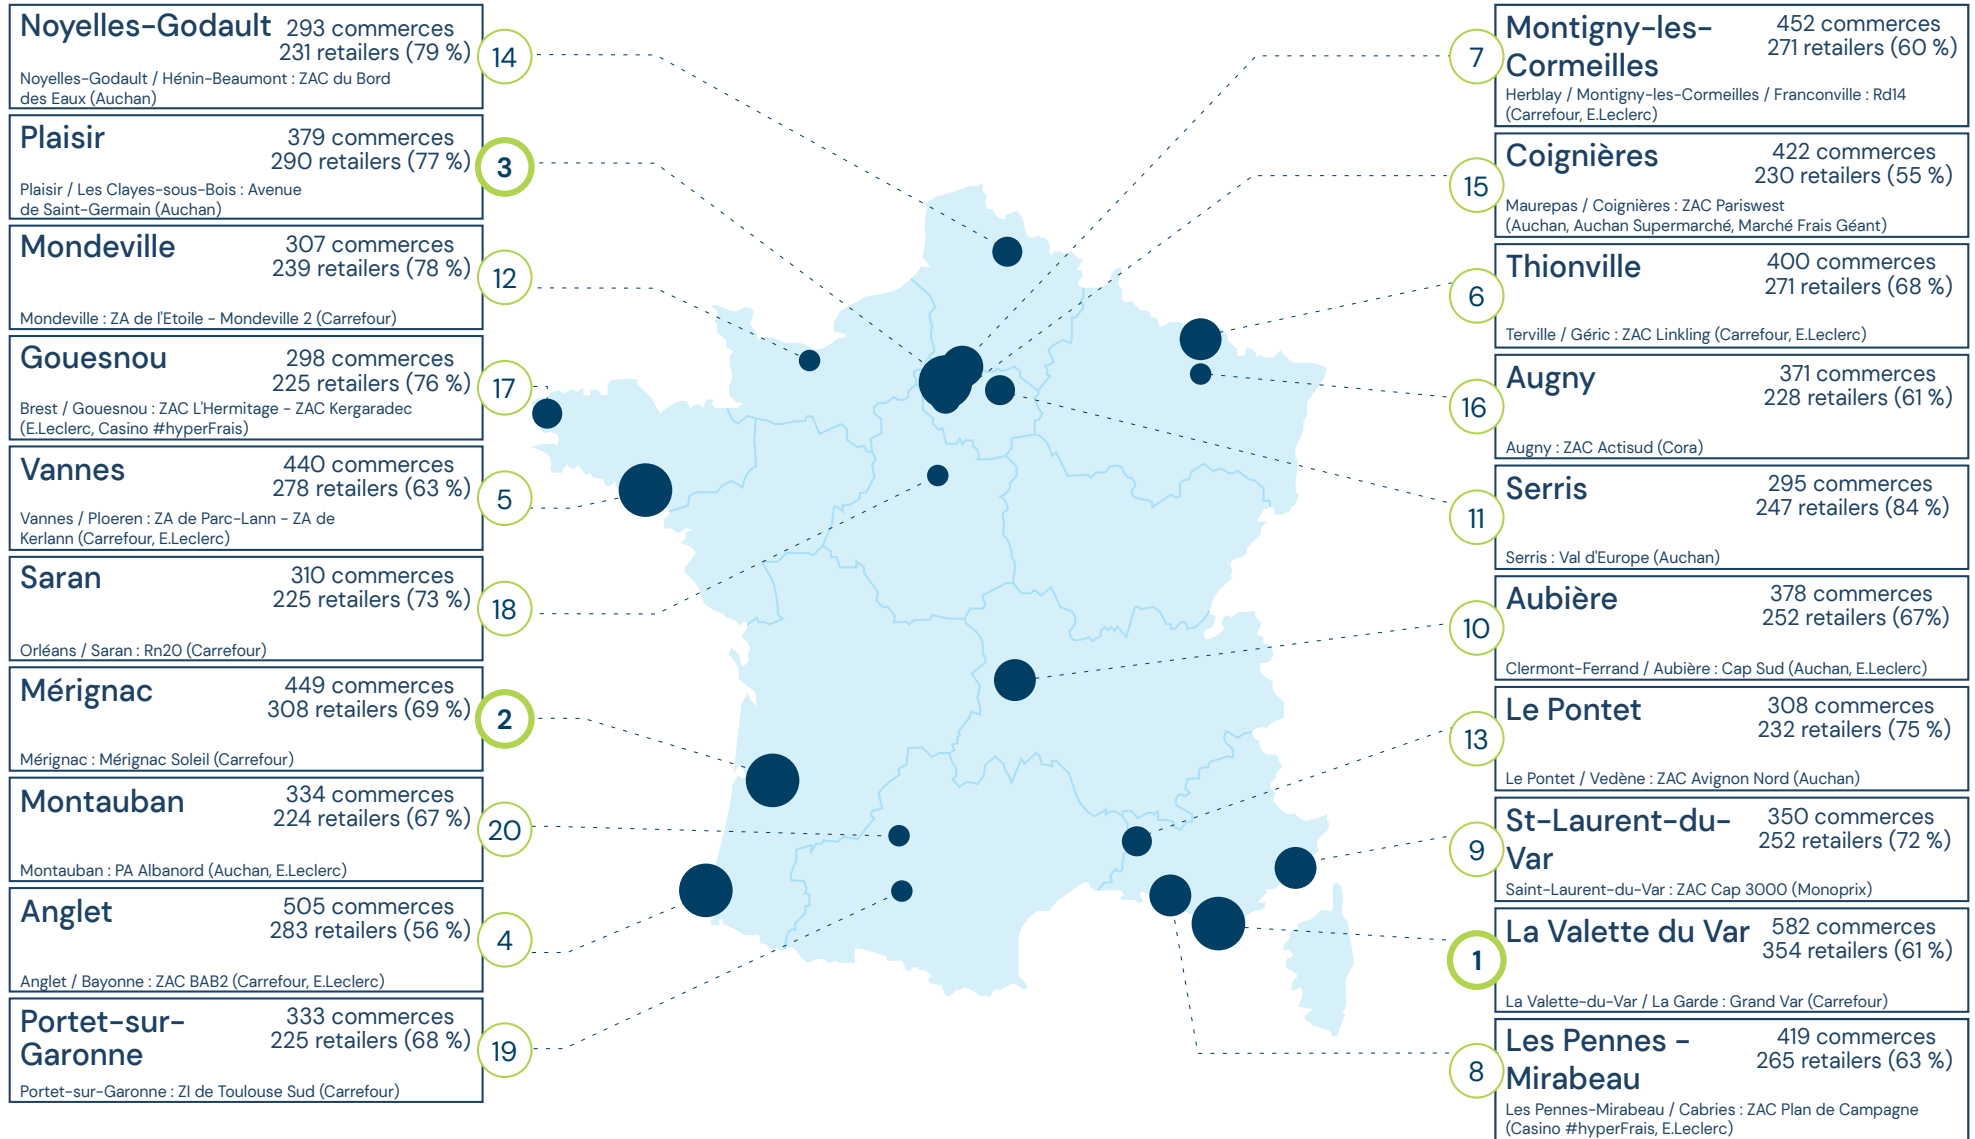 Noyelles-Godault 293 commerces
231 retailers (79 %)
Noyelles-Godault / Hénin-Beaumont : ZAC du Bord
des Eaux (Auchan)
14
Plaisir 379 commerces
290 retailers (77 %)
Plaisir / Les Clayes-sous-Bois : Avenue
de Saint-Germain (Auchan)
3
Mondeville 307 commerces
239 retailers (78 %)
Mondeville : ZA de l'Etoile - Mondeville 2 (Carrefour)
12
Gouesnou 298 commerces
225 retailers (76 %)
Brest / Gouesnou : ZAC L'Hermitage - ZAC Kergaradec
(E.Leclerc, Casino #hyperFrais)
17
Vannes 440 commerces
278 retailers (63 %)
Vannes / Ploeren : ZA de Parc-Lann - ZA de
Kerlann (Carrefour, E.Leclerc)
5
Saran 310 commerces
225 retailers (73 %)
Orléans / Saran : Rn20 (Carrefour)
18
Mérignac 449 commerces
308 retailers (69 %)
Mérignac : Mérignac Soleil (Carrefour)
2
Montauban 334 commerces
224 retailers (67 %)
Montauban : PA Albanord (Auchan, E.Leclerc)
20
Anglet 505 commerces
283 retailers (56 %)
Anglet / Bayonne : ZAC BAB2 (Carrefour, E.Leclerc)
4
Portet-sur-
Garonne
333 commerces
225 retailers (68 %)
Portet-sur-Garonne : ZI de Toulouse Sud (Carrefour)
19
7
Montigny-les-
Cormeilles
452 commerces
271 retailers (60 %)
Herblay / Montigny-les-Cormeilles / Franconville : Rd14
(Carrefour, E.Leclerc)
15
Coignières 422 commerces
230 retailers (55 %)
Maurepas / Coignières : ZAC Pariswest
(Auchan, Auchan Supermarché, Marché Frais Géant)
6
Thionville 400 commerces
271 retailers (68 %)
Terville / Géric : ZAC Linkling (Carrefour, E.Leclerc)
16
Augny 371 commerces
228 retailers (61 %)
Augny : ZAC Actisud (Cora)
11
Serris 295 commerces
247 retailers (84 %)
Serris : Val d'Europe (Auchan)
10
Aubière 378 commerces
252 retailers (67%)
Clermont-Ferrand / Aubière : Cap Sud (Auchan, E.Leclerc)
13
Le Pontet 308 commerces
232 retailers (75 %)
Le Pontet / Vedène : ZAC Avignon Nord (Auchan)
9
St-Laurent-du-
Var
350 commerces
252 retailers (72 %)
Saint-Laurent-du-Var : ZAC Cap 3000 (Monoprix)
1
La Valette du Var 582 commerces
354 retailers (61 %)
La Valette-du-Var / La Garde : Grand Var (Carrefour)
8
Les Pennes -
Mirabeau
419 commerces
265 retailers (63 %)
Les Pennes-Mirabeau / Cabries : ZAC Plan de Campagne
(Casino #hyperFrais, E.Leclerc)